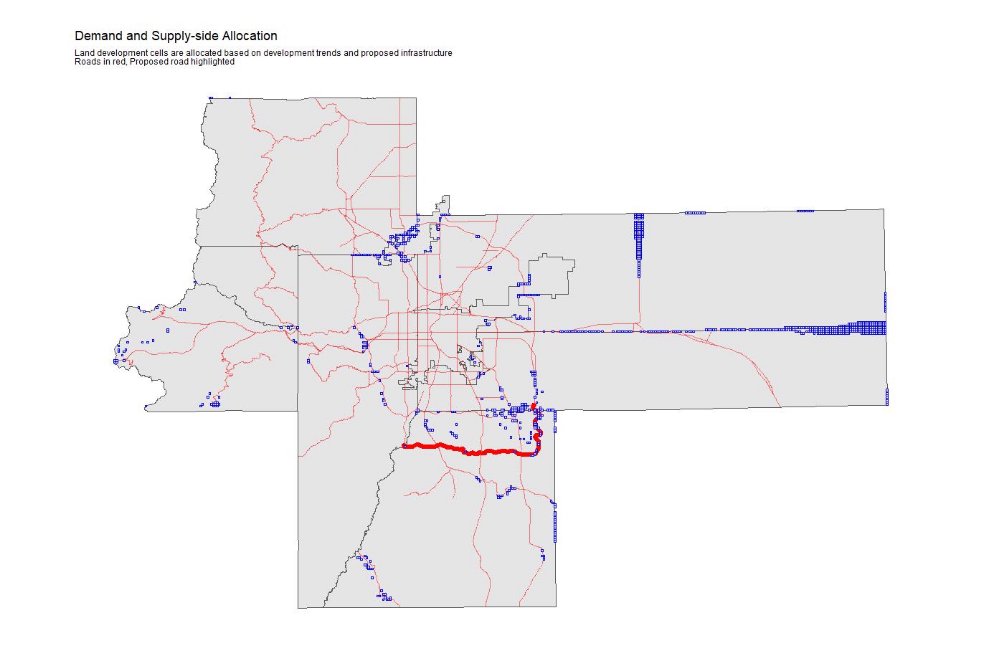 Demand and Supply-side Allocation
Land development cells are allocated based on development trends and proposed infrastructure
Roads in red, Proposed road highlighted